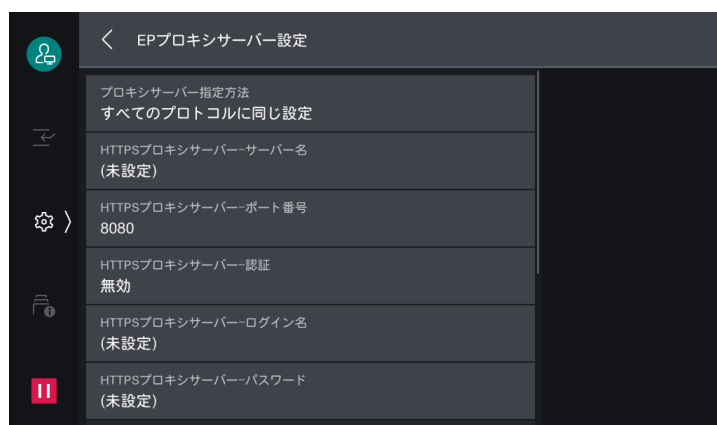 EPプロキシサーバー設定
プロキシサーバー指定方法
すべてのプロトコルに同じ設定
HTTPSプロキシサーバー−サーバー名
(未設定)
HTTPSプロキシサーバー−ポート番号
8080
HTTPSプロキシサーバー−認証
無効
HTTPSプロキシサーバー−ログイン名
(未設定)
HTTPSプロキシサーバー−パスワード
(未設定)